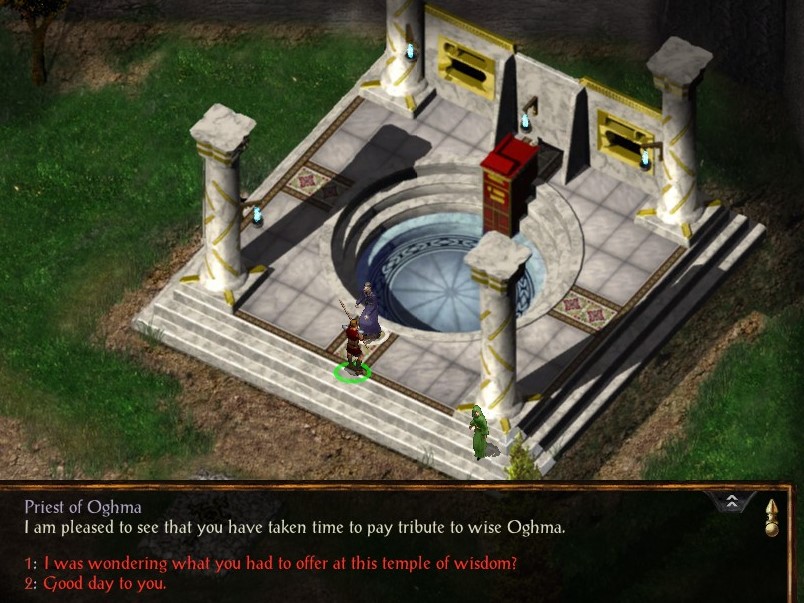 Priest of Oghma
I am pleased to see that you have taken time to pay tribute to wise Oghma.
1: I was wondering what you had to offer at this temple of wisdom?
2: Good day to you.